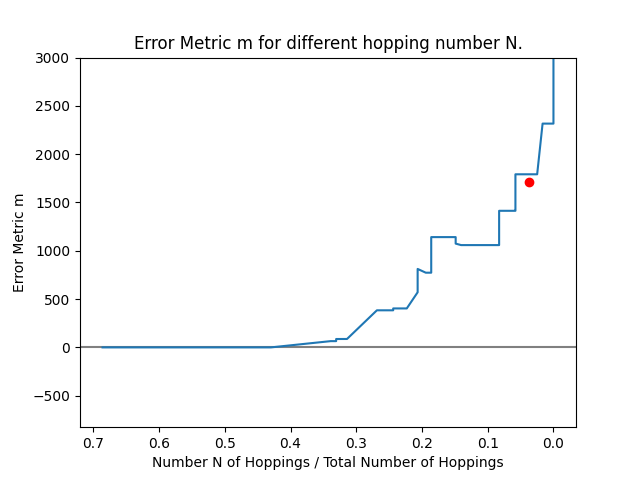 Error Metric m for different hopping number N.
3000
2500
2000
1500
1000
500
0
−500
Error Metric m
0.7 0.6 0.5 0.4 0.3 0.2 0.1 0.0
Number N of Hoppings / Total Number of Hoppings